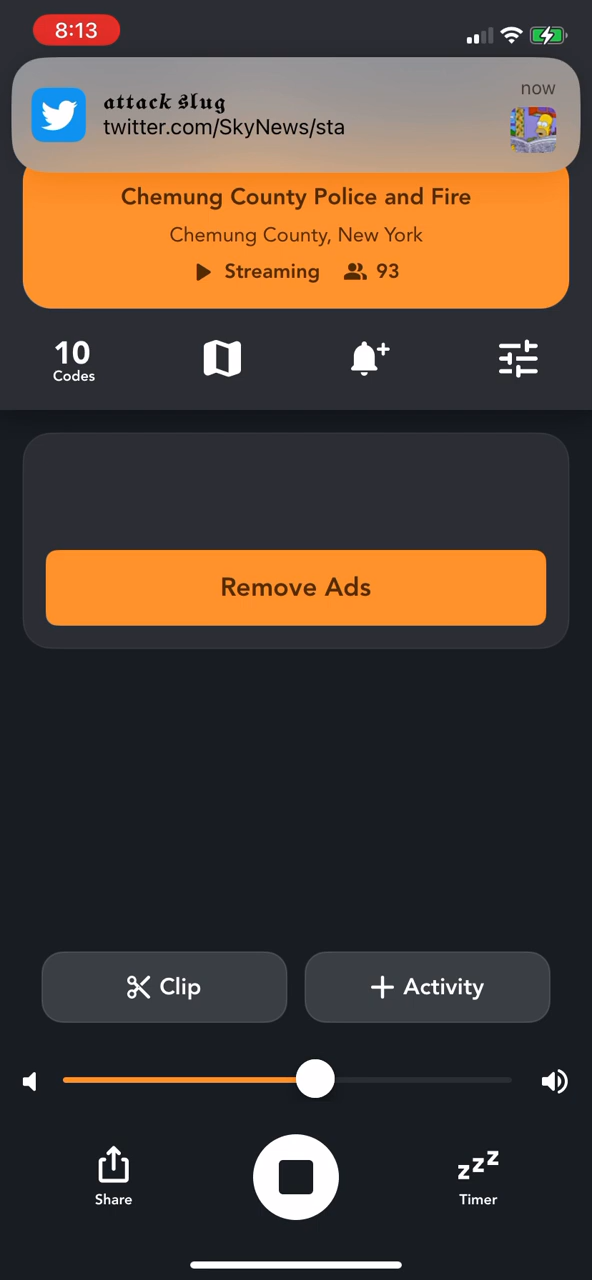 8:13
now
𝖆𝖙𝖙𝖆𝖈𝖐 𝖘𝖑𝖚𝖌
twitter.com/SkyNews/sta
Chemung County Police and Fire
Chemung County, New York
Streaming 93
10
Codes
Remove Ads
Clip
Activity
Share
zzz
Timer